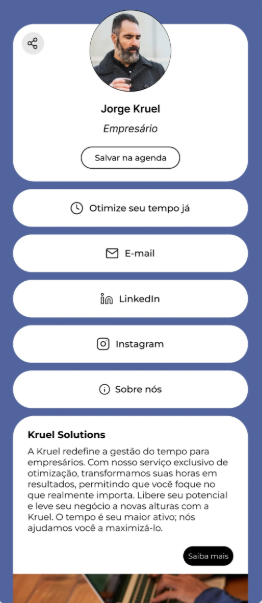 Jorge Kruel
Empresário
Salvar na agenda
Otimize seu tempo já
E-mail
LinkedIn
Instagram
Sobre nós
Kruel Solutions
A Kruel redefine a gestão do tempo para
empresários. Com nosso serviço exclusivo de
otimização, transformamos suas horas em
resultados, permitindo que você foque no
que realmente importa. Libere seu potencial
e leve seu negócio a novas alturas com a
Kruel. O tempo é seu maior ativo; nós
ajudamos você a maximizá-lo.
Saiba mais